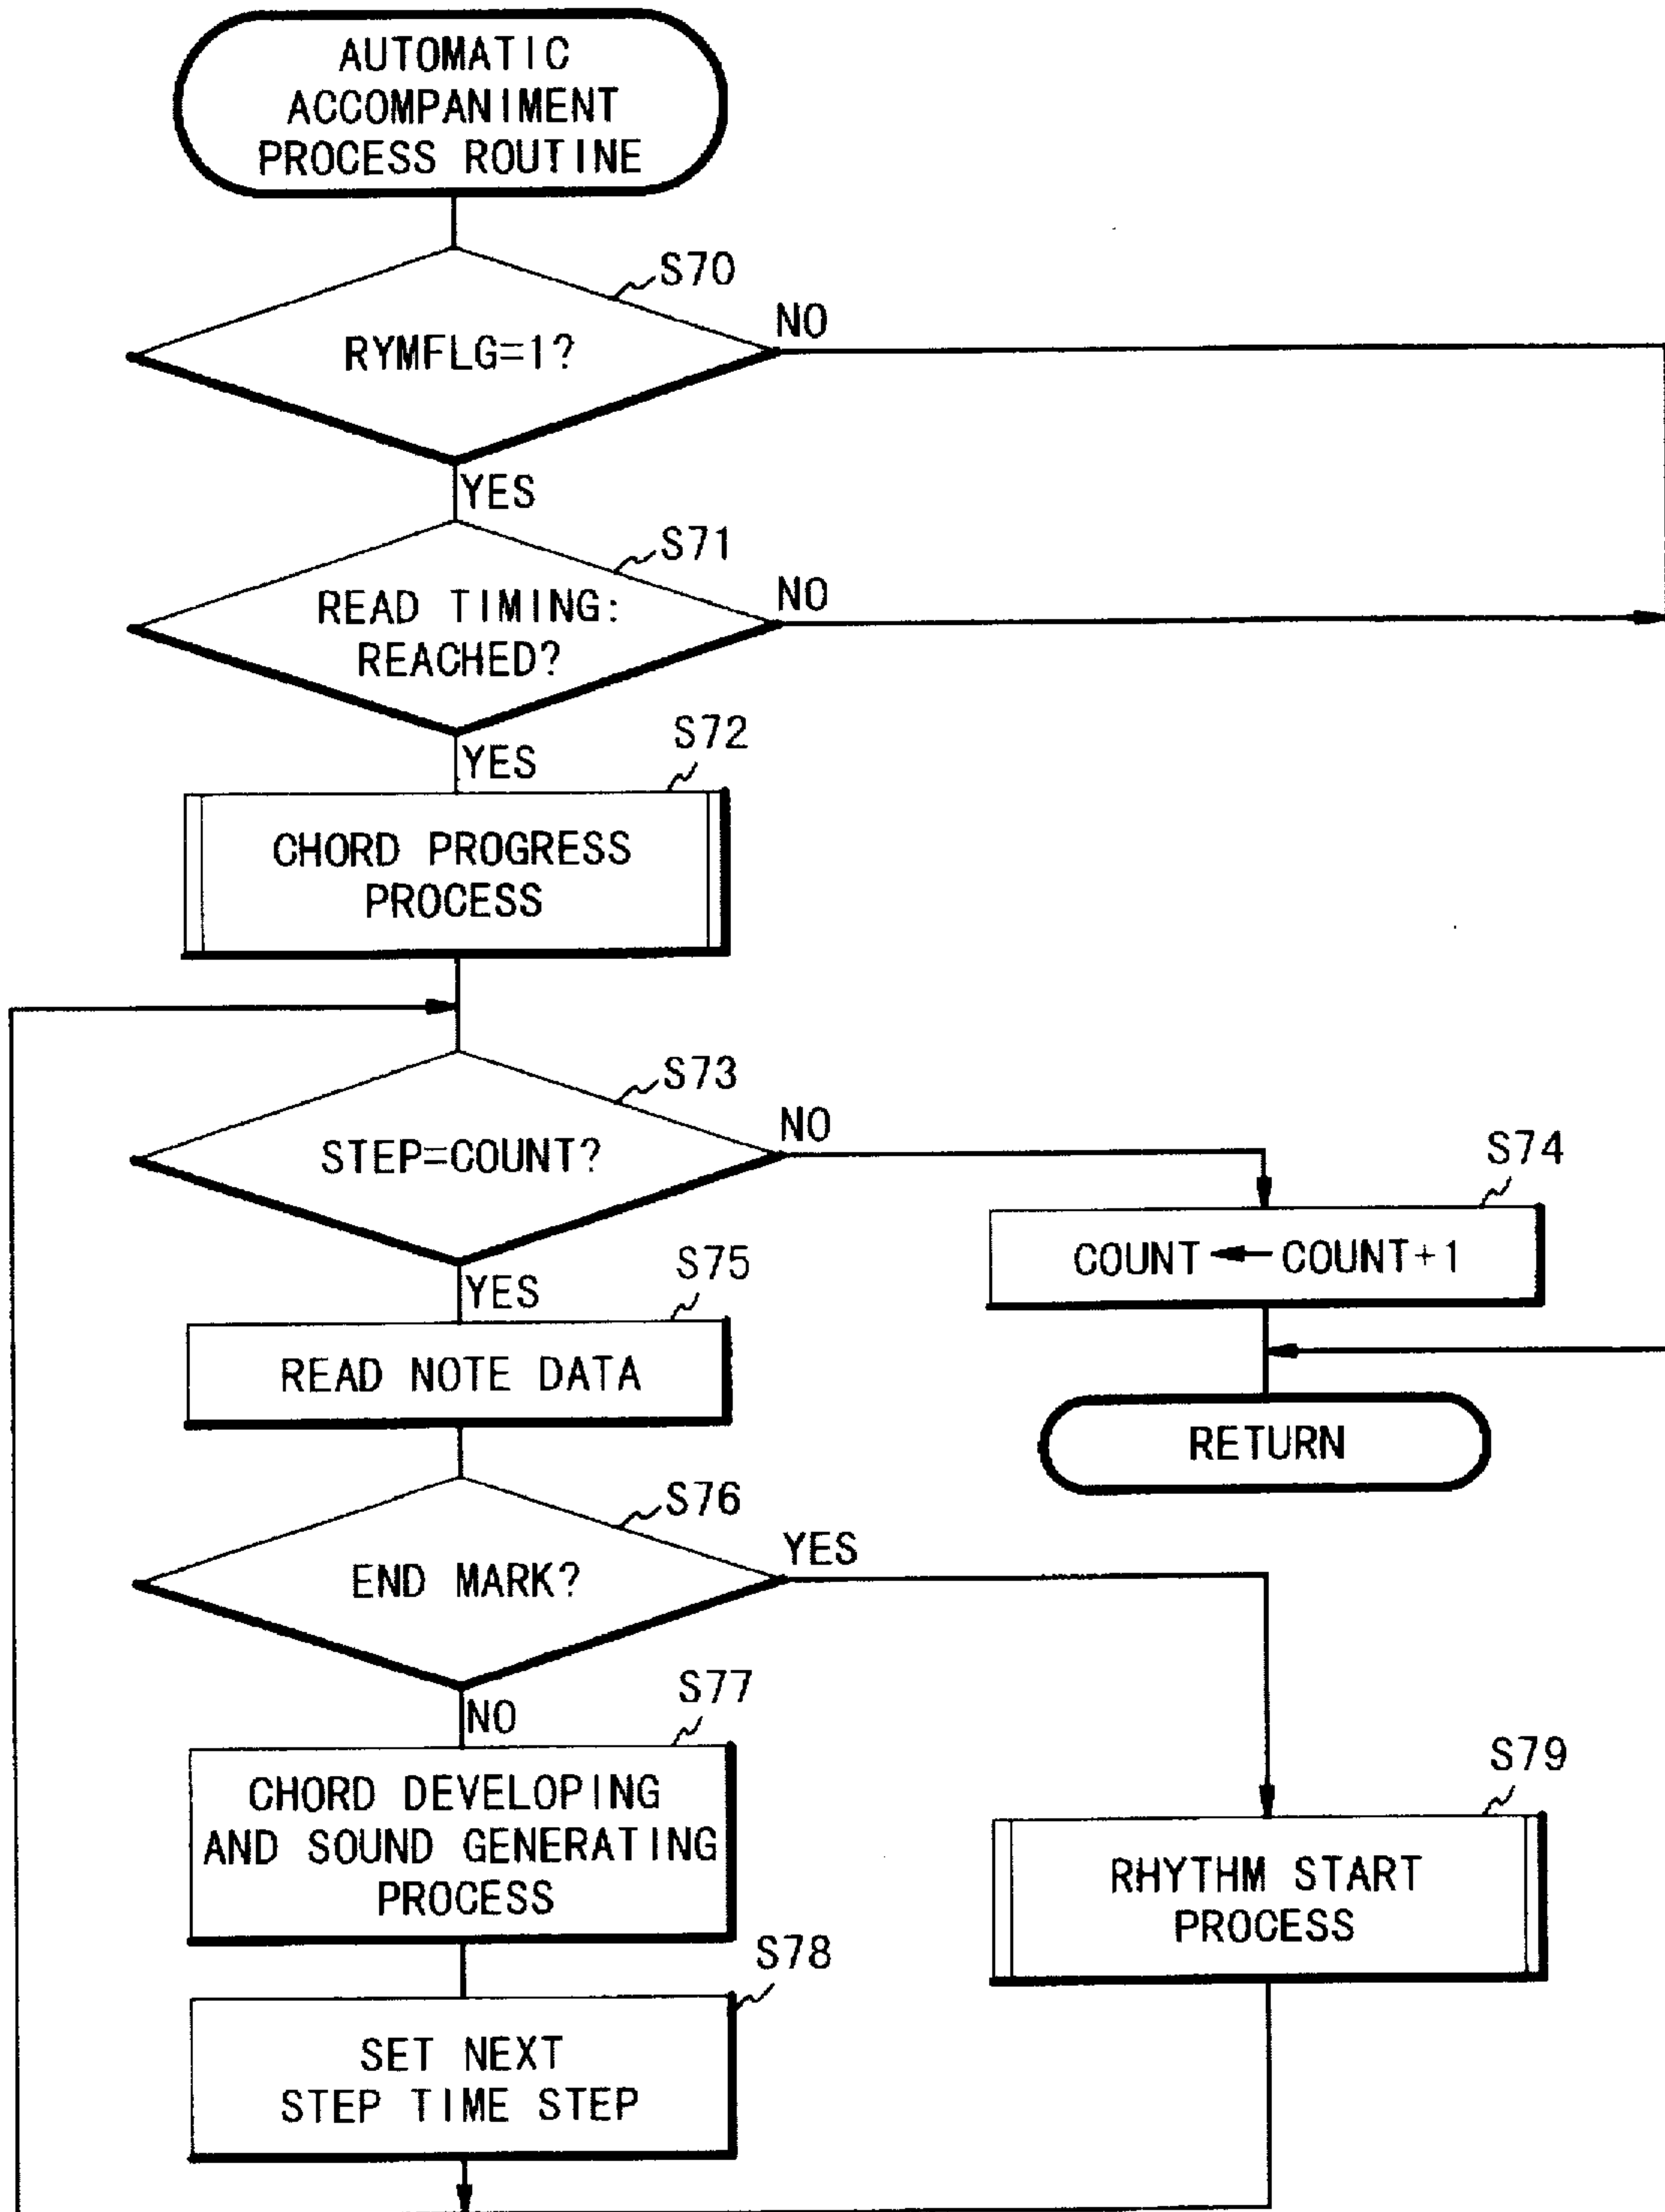 AUTOMATIC
ACCOMPANIMENT
PROCESS ROUTINE
S70
RYMFLG=1?
NO
YES
S71
READ TIMING:
REACHED?
NO
YES
S72
CHORD PROGRESS
PROCESS
S73
STEP=COUNT?
NO
YES
S74
COUNT ← COUNT+1
RETURN
S75
READ NOTE DATA
S76
END MARK?
YES
NO
S77
CHORD DEVELOPING
AND SOUND GENERATING
PROCESS
S78
SET NEXT
STEP TIME STEP
S79
RHYTHM START
PROCESS